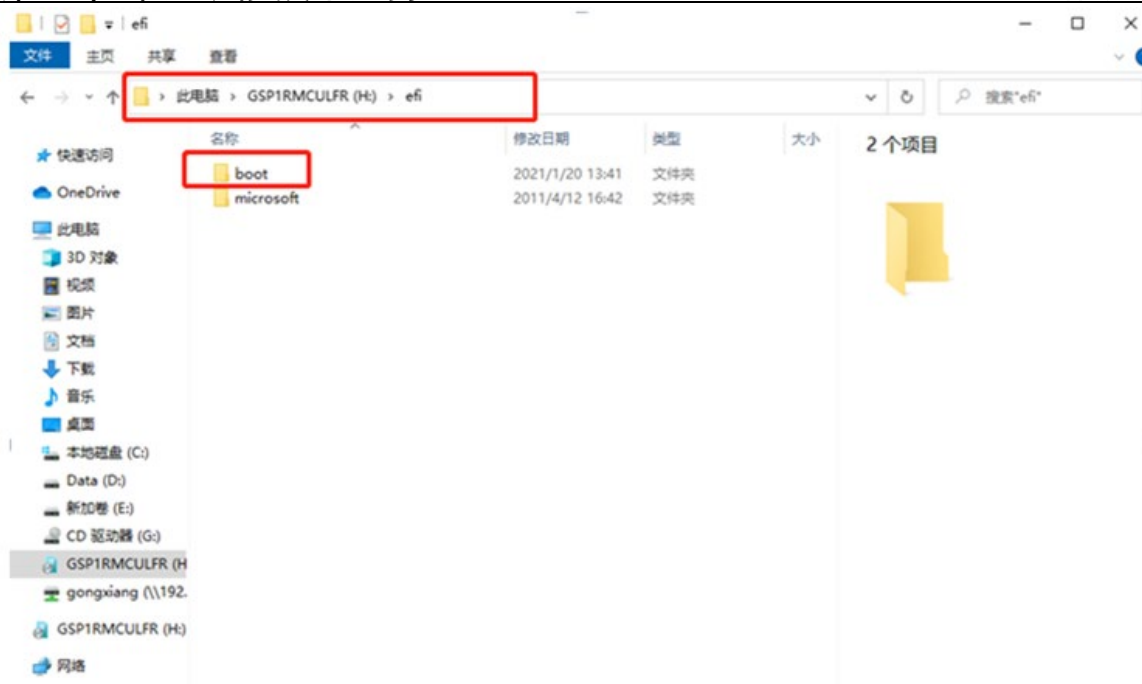 efi
文件 主页 共享 查看
此电脑 › GSP1RMCULFR (H:) › efi
搜索"efi"
名称 修改日期 类型 大小
2 个项目
boot 2021/1/20 13:41 文件夹
microsoft 2011/4/12 16:42 文件夹
快速访问
OneDrive
此电脑
3D 对象
视频
图片
文档
下载
音乐
桌面
本地磁盘 (C:)
Data (D:)
新加卷 (E:)
CD 驱动器 (G:)
GSP1RMCULFR (H
gongxiang (\\192.
GSP1RMCULFR (H:)
网络